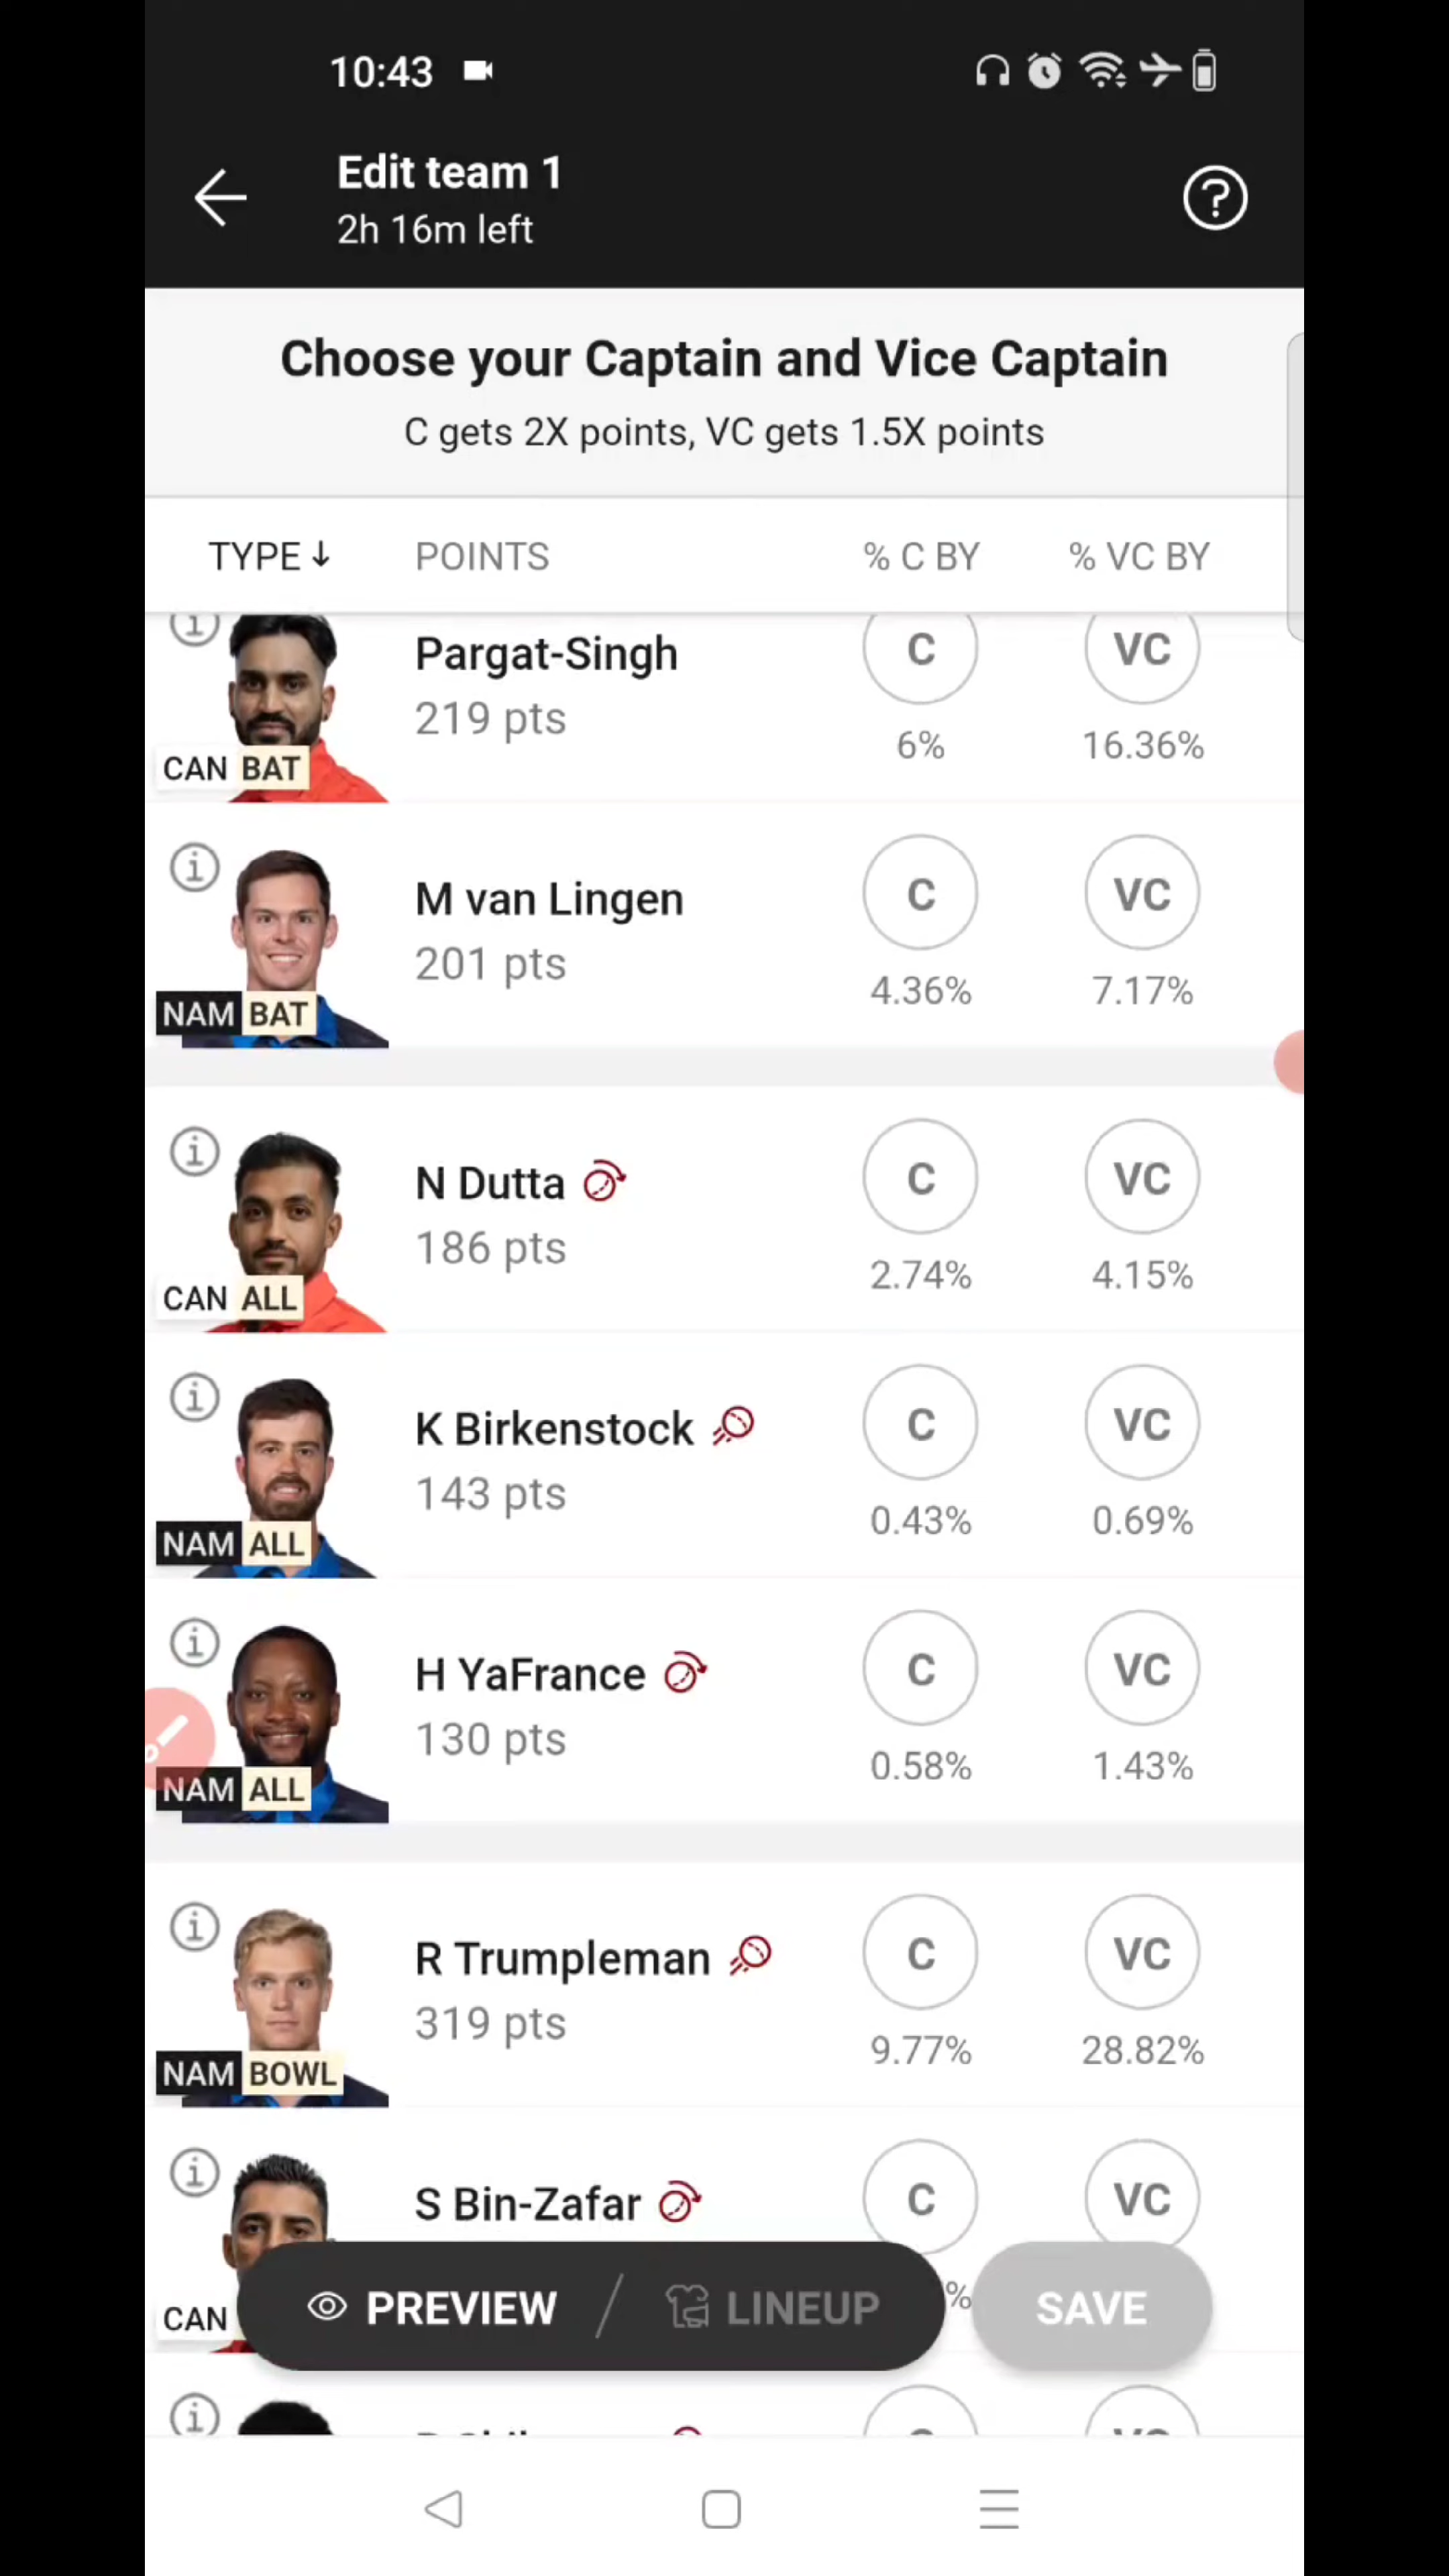 10:43
Edit team 1
2h 16m left
Choose your Captain and Vice Captain
C gets 2X points, VC gets 1.5X points
TYPE ↓ POINTS % C BY % VC BY
Pargat-Singh C VC
219 pts
6% 16.36%
CAN BAT
M van Lingen C VC
201 pts
4.36% 7.17%
NAM BAT
N Dutta C VC
186 pts
2.74% 4.15%
CAN ALL
K Birkenstock C VC
143 pts
0.43% 0.69%
NAM ALL
H YaFrance C VC
130 pts
0.58% 1.43%
NAM ALL
R Trumpleman C VC
319 pts
9.77% 28.82%
NAM BOWL
S Bin-Zafar C VC
%
CAN
PREVIEW / LINEUP SAVE
C VC